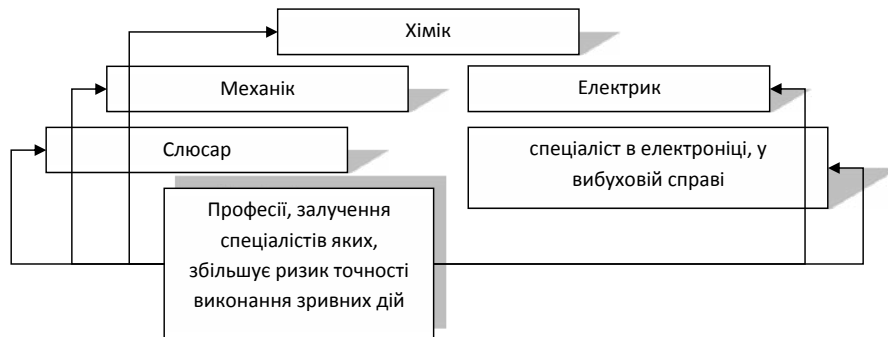 Хімік
Механік
Електрик
Слюсар
спеціаліст в електроніці, у
вибуховій справі
Професії, залучення
спеціалістів яких,
збільшує ризик точності
виконання зривних дій